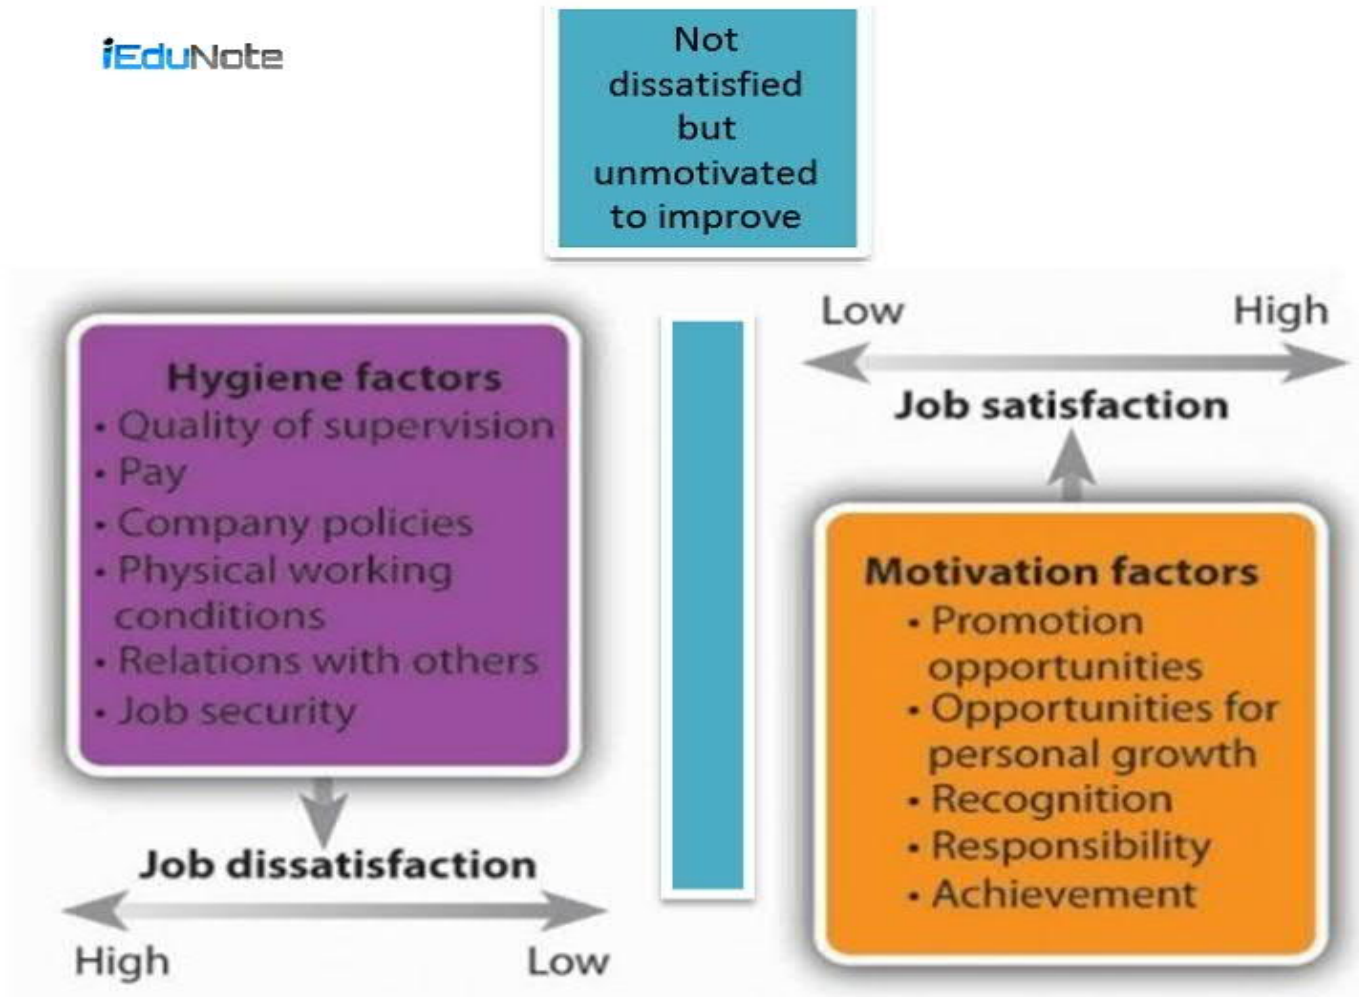 iEduNote
Not
dissatisfied
but
unmotivated
to improve
Hygiene factors
• Quality of supervision
• Pay
• Company policies
• Physical working
conditions
• Relations with others
• Job security
Job dissatisfaction
High Low
Low High
Job satisfaction
Motivation factors
• Promotion
opportunities
• Opportunities for
personal growth
• Recognition
• Responsibility
• Achievement